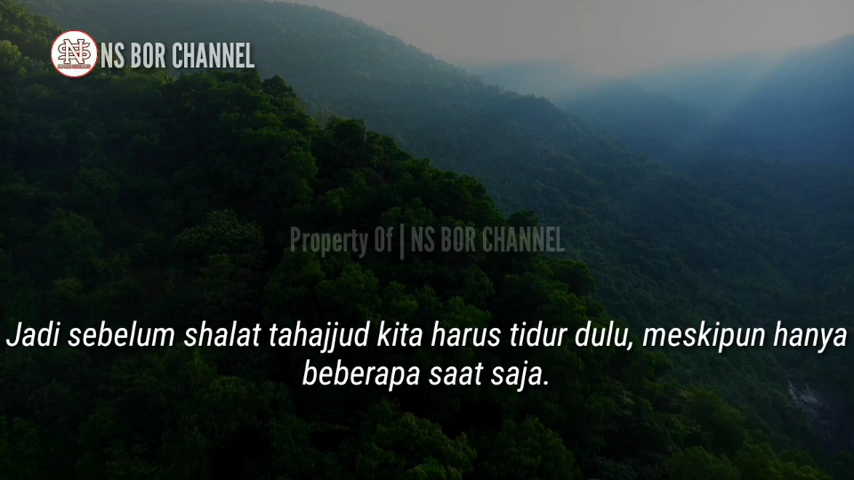 NS BOR CHANNEL
Property Of | NS BOR CHANNEL
Jadi sebelum shalat tahajjud kita harus tidur dulu, meskipun hanya
beberapa saat saja.